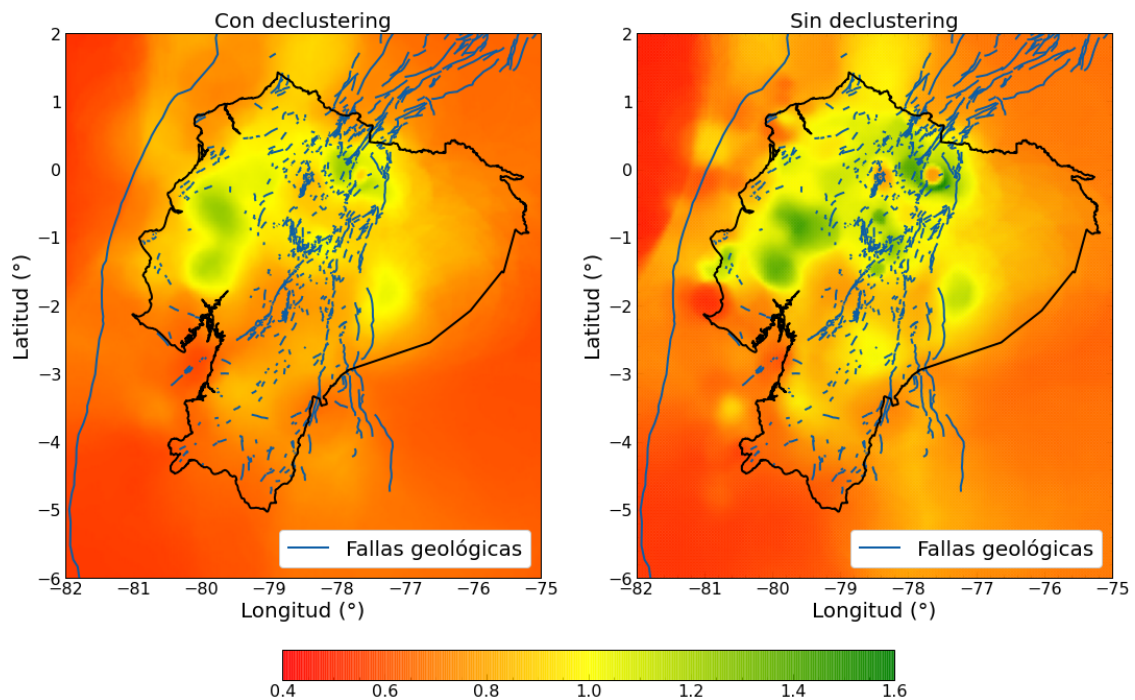 Con declustering
Sin declustering
2
1
0
−1
−2
−3
−4
−5
−6
Latitud (°)
−82 −81 −80 −79 −78 −77 −76 −75
Longitud (°)
Fallas geológicas
2
1
0
−1
−2
−3
−4
−5
−6
Latitud (°)
−82 −81 −80 −79 −78 −77 −76 −75
Longitud (°)
Fallas geológicas
0.4 0.6 0.8 1.0 1.2 1.4 1.6